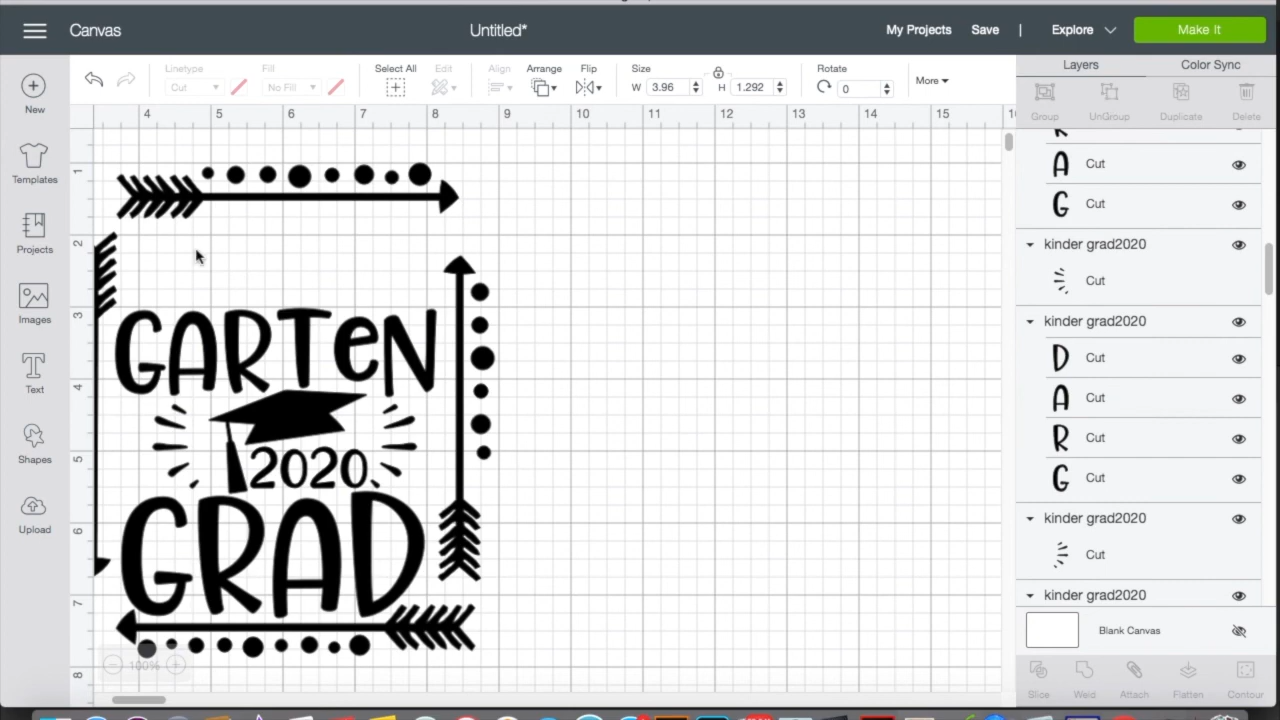 Canvas
Untitled*
My Projects
Save
|
Explore
Make It
Linetype
Cut
Fill
No Fill
Select All
Edit
Align
Arrange
Flip
Size
W 3.96
H 1.292
Rotate
0
More
Layers
Color Sync
Group
UnGroup
Duplicate
Delete
New
Templates
Projects
Images
Text
Shapes
Upload
4 5 6 7 8 9 10 11 12 13 14 15
1
2
3
4
5
6
7
8
GARTeN
2020
GRAD
100%
A Cut
G Cut
kinder grad2020
Cut
kinder grad2020
D Cut
A Cut
R Cut
G Cut
kinder grad2020
Cut
kinder grad2020
Blank Canvas
Slice
Weld
Attach
Flatten
Contour